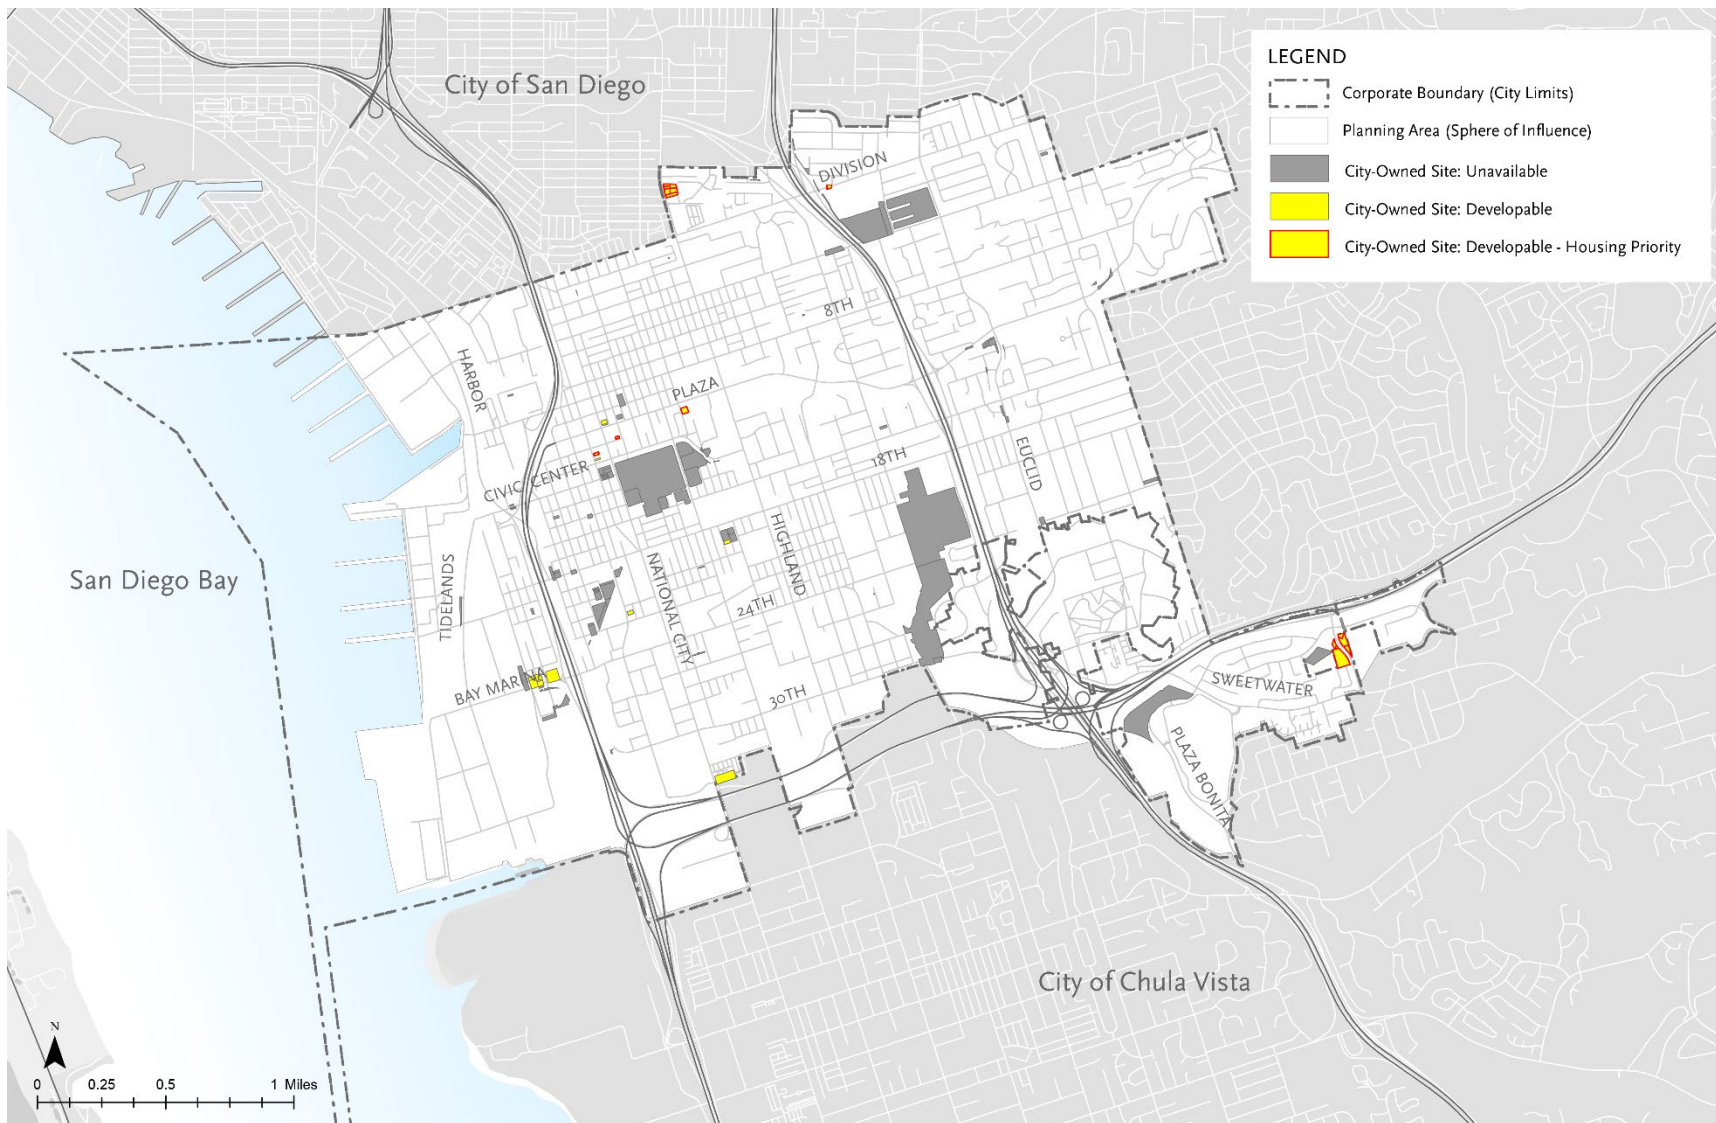 City of San Diego
LEGEND
Corporate Boundary (City Limits)
Planning Area (Sphere of Influence)
City-Owned Site: Unavailable
City-Owned Site: Developable
City-Owned Site: Developable - Housing Priority
DIVISION
8TH
HARBOR
PLAZA
EUCLID
18TH
CIVIC CENTER
HIGHLAND
San Diego Bay
TIDELANDS
NATIONAL CITY
24TH
BAY MARINA
30TH
SWEETWATER
PLAZA BONITA
City of Chula Vista
N
0 0.25 0.5 1 Miles